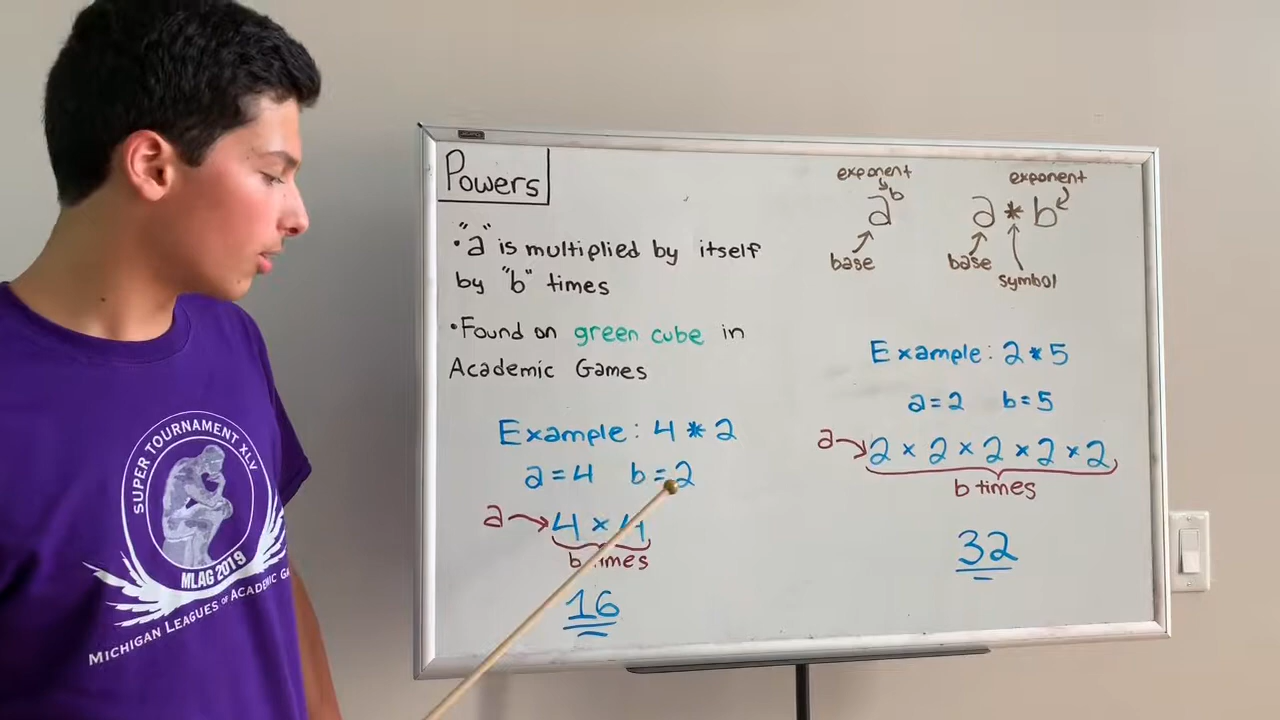 Powers
• "a" is multiplied by itself
by "b" times
• Found on green cube in
Academic Games
Example: 4 * 2
a = 4 b = 2
a → 4 × 4
b times
16
exponent
a^b
base
exponent
a * b
base
symbol
Example: 2 * 5
a = 2 b = 5
a → 2 × 2 × 2 × 2 × 2
b times
32
SUPER TOURNAMENT XLV
MLAG 2019
MICHIGAN LEAGUES OF ACADEMIC